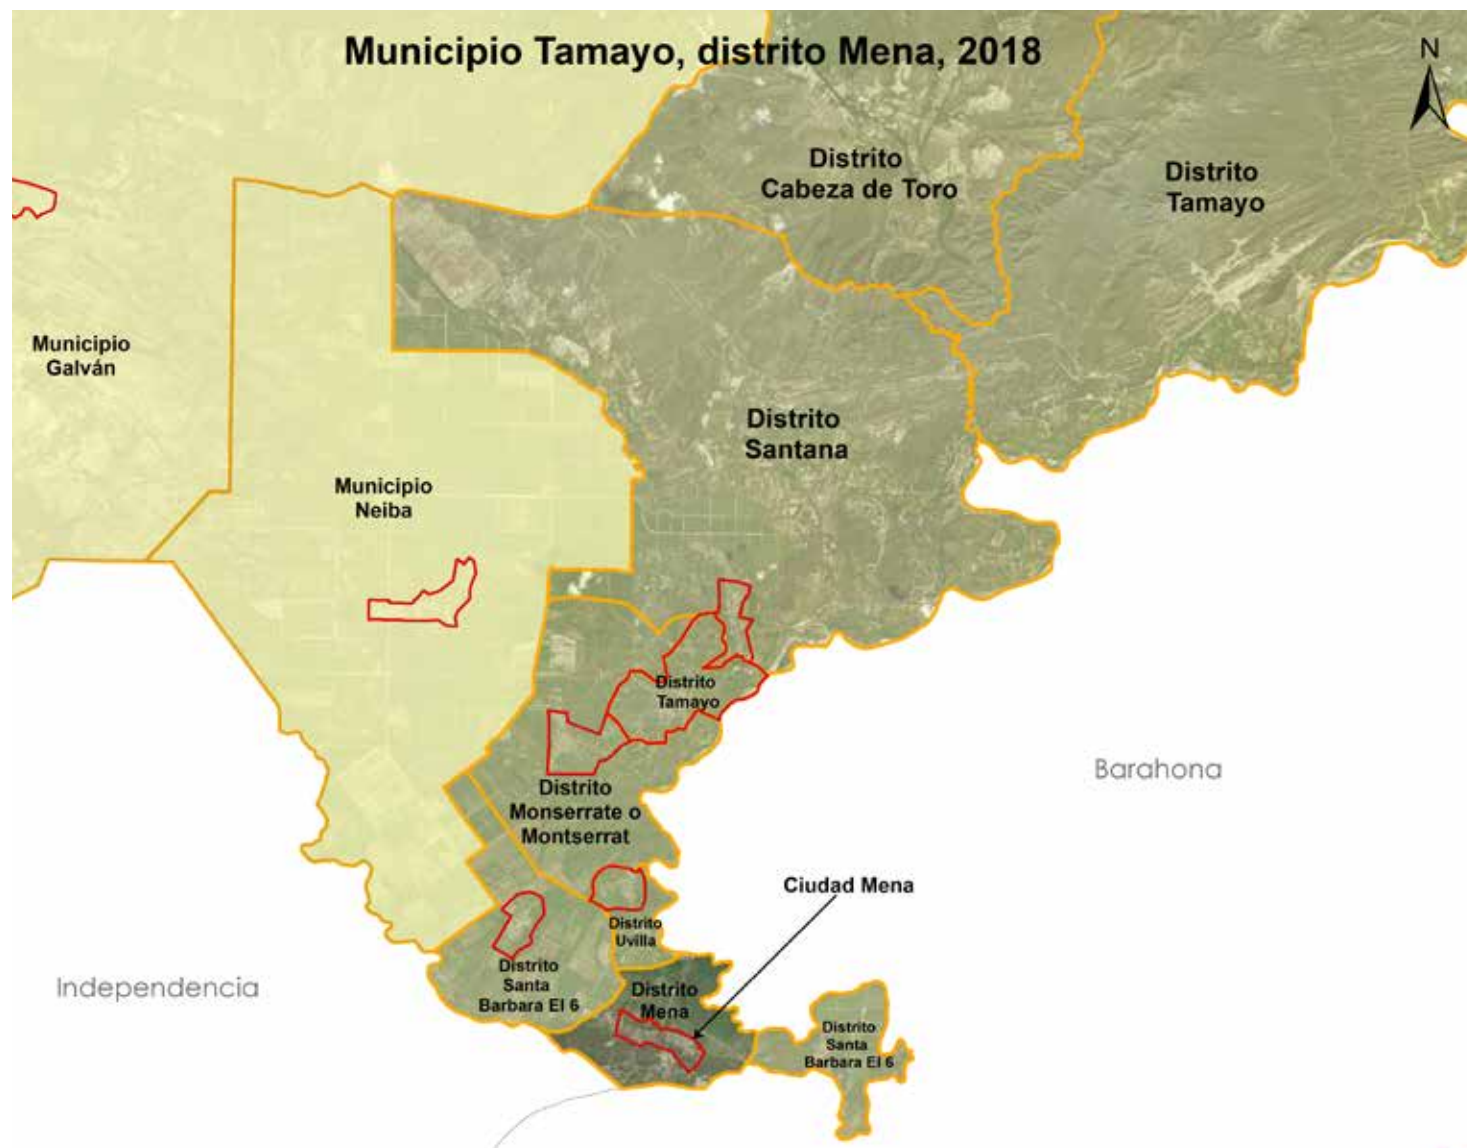 Municipio Tamayo, distrito Mena, 2018
N
Distrito
Cabeza de Toro
Distrito
Tamayo
Municipio
Galván
Distrito
Santana
Municipio
Neiba
Distrito
Tamayo
Barahona
Distrito
Monserrate o
Montserrat
Ciudad Mena
Distrito
Uvilla
Distrito
Santa
Barbara El 6
Independencia
Distrito
Mena
Distrito
Santa
Barbara El 6